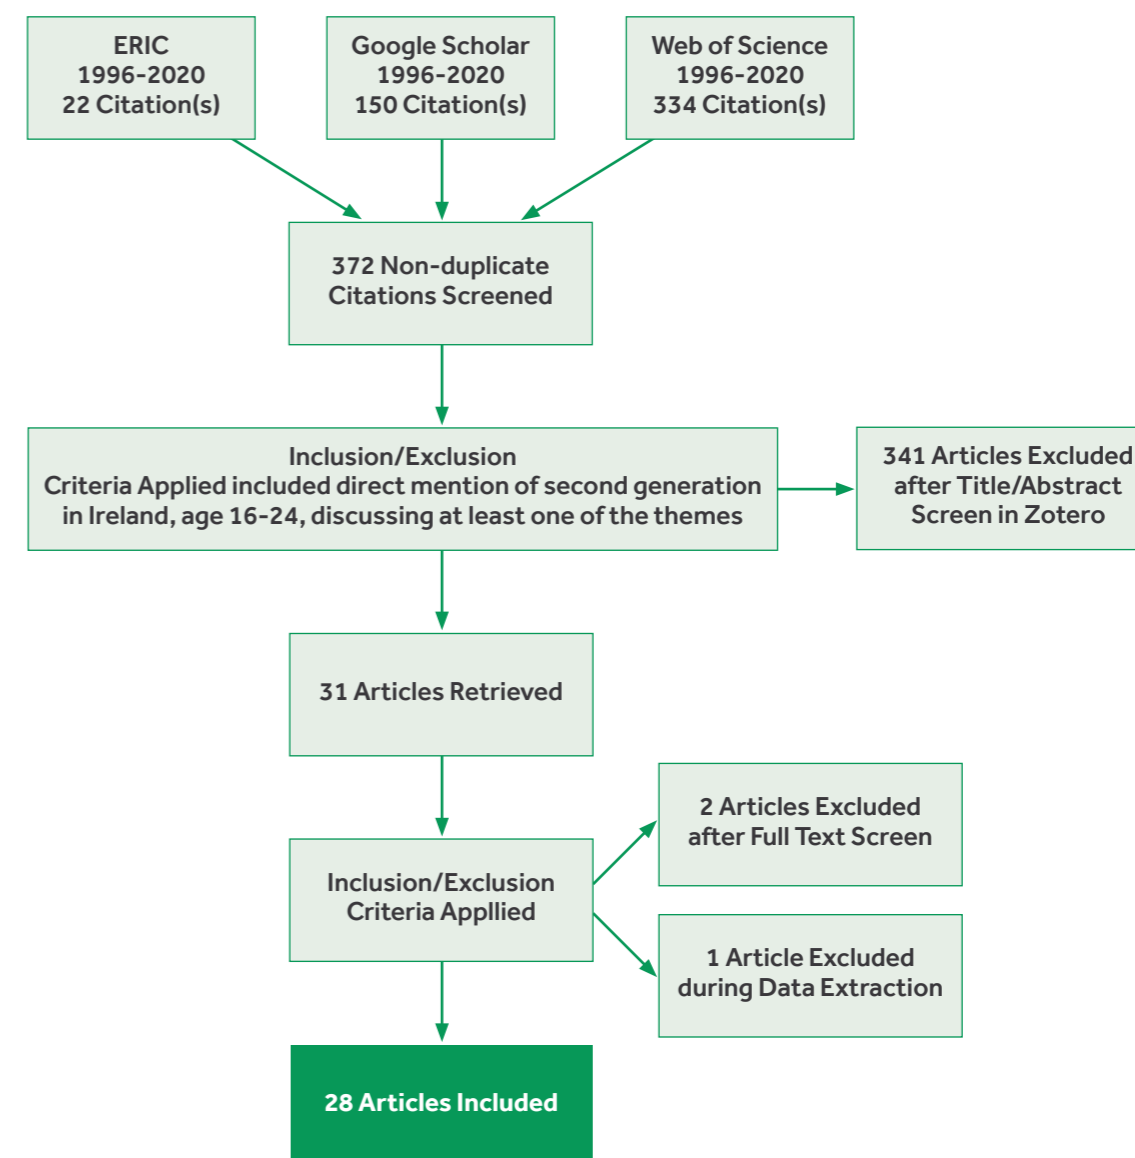 ERIC
1996-2020
22 Citation(s)
Google Scholar
1996-2020
150 Citation(s)
Web of Science
1996-2020
334 Citation(s)
372 Non-duplicate
Citations Screened
Inclusion/Exclusion
Criteria Applied included direct mention of second generation
in Ireland, age 16-24, discussing at least one of the themes
341 Articles Excluded
after Title/Abstract
Screen in Zotero
31 Articles Retrieved
Inclusion/Exclusion
Criteria Appllied
2 Articles Excluded
after Full Text Screen
1 Article Excluded
during Data Extraction
28 Articles Included